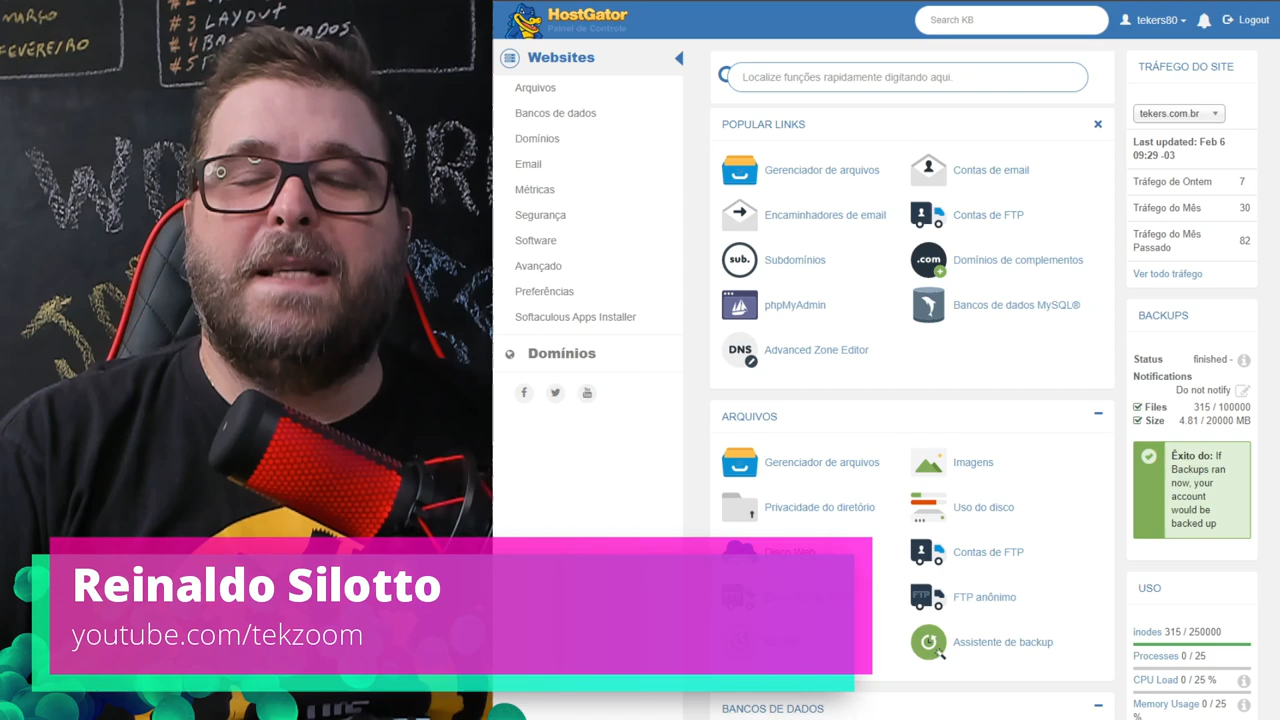 MARÇO
FEVEREIRO
#3 LAYOUT
#4
#5
HostGator
Painel de Controle
Search KB
tekers80
Logout
Websites
Arquivos
Bancos de dados
Domínios
Email
Métricas
Segurança
Software
Avançado
Preferências
Softaculous Apps Installer
Domínios
Localize funções rapidamente digitando aqui.
POPULAR LINKS
Gerenciador de arquivos
Contas de email
Encaminhadores de email
Contas de FTP
sub.
Subdomínios
.com
Domínios de complementos
phpMyAdmin
Bancos de dados MySQL®
DNS
Advanced Zone Editor
ARQUIVOS
Gerenciador de arquivos
Imagens
Privacidade do diretório
Uso do disco
Disco Web
Contas de FTP
FTP
FTP anônimo
Assistente de backup
BANCOS DE DADOS
TRÁFEGO DO SITE
tekers.com.br
Last updated: Feb 6
09:29 -03
Tráfego de Ontem 7
Tráfego do Mês 30
Tráfego do Mês
Passado 82
Ver todo tráfego
BACKUPS
Status finished -
Notifications
Do not notify
Files 315 / 100000
Size 4.81 / 20000 MB
Êxito do: If
Backups ran
now, your
account
would be
backed up
USO
inodes 315 / 250000
Processes 0 / 25
CPU Load 0 / 25 %
Memory Usage 0 / 25
%
Reinaldo Silotto
youtube.com/tekzoom